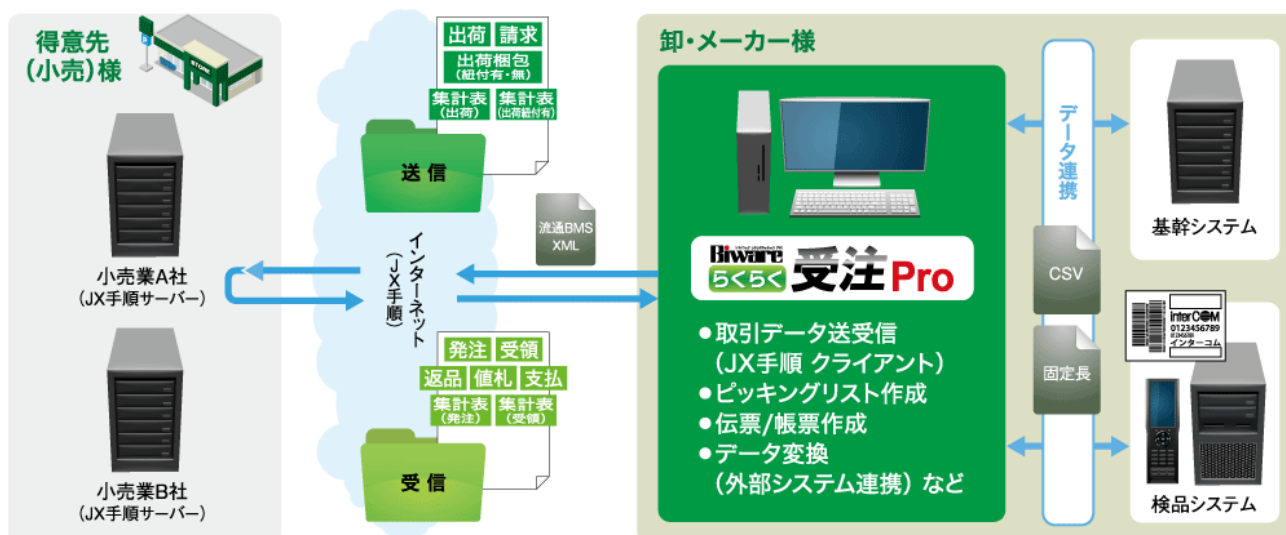 得意先
（小売）様
STORE
小売業A社
（JX手順サーバー）
小売業B社
（JX手順サーバー）
出荷 請求
出荷梱包
（紐付有・無）
集計表 集計表
（出荷） （出荷紐付有）
送信
流通BMS
XML
インターネット
（JX手順）
発注 受領
返品 値札 支払
集計表 集計表
（発注） （受領）
受信
卸・メーカー様
Biware
らくらく 受注 Pro
●取引データ送受信
（JX手順 クライアント）
●ピッキングリスト作成
●伝票/帳票作成
●データ変換
（外部システム連携）など
データ連携
CSV
固定長
基幹システム
interCOM
0123456789
インターコム
検品システム